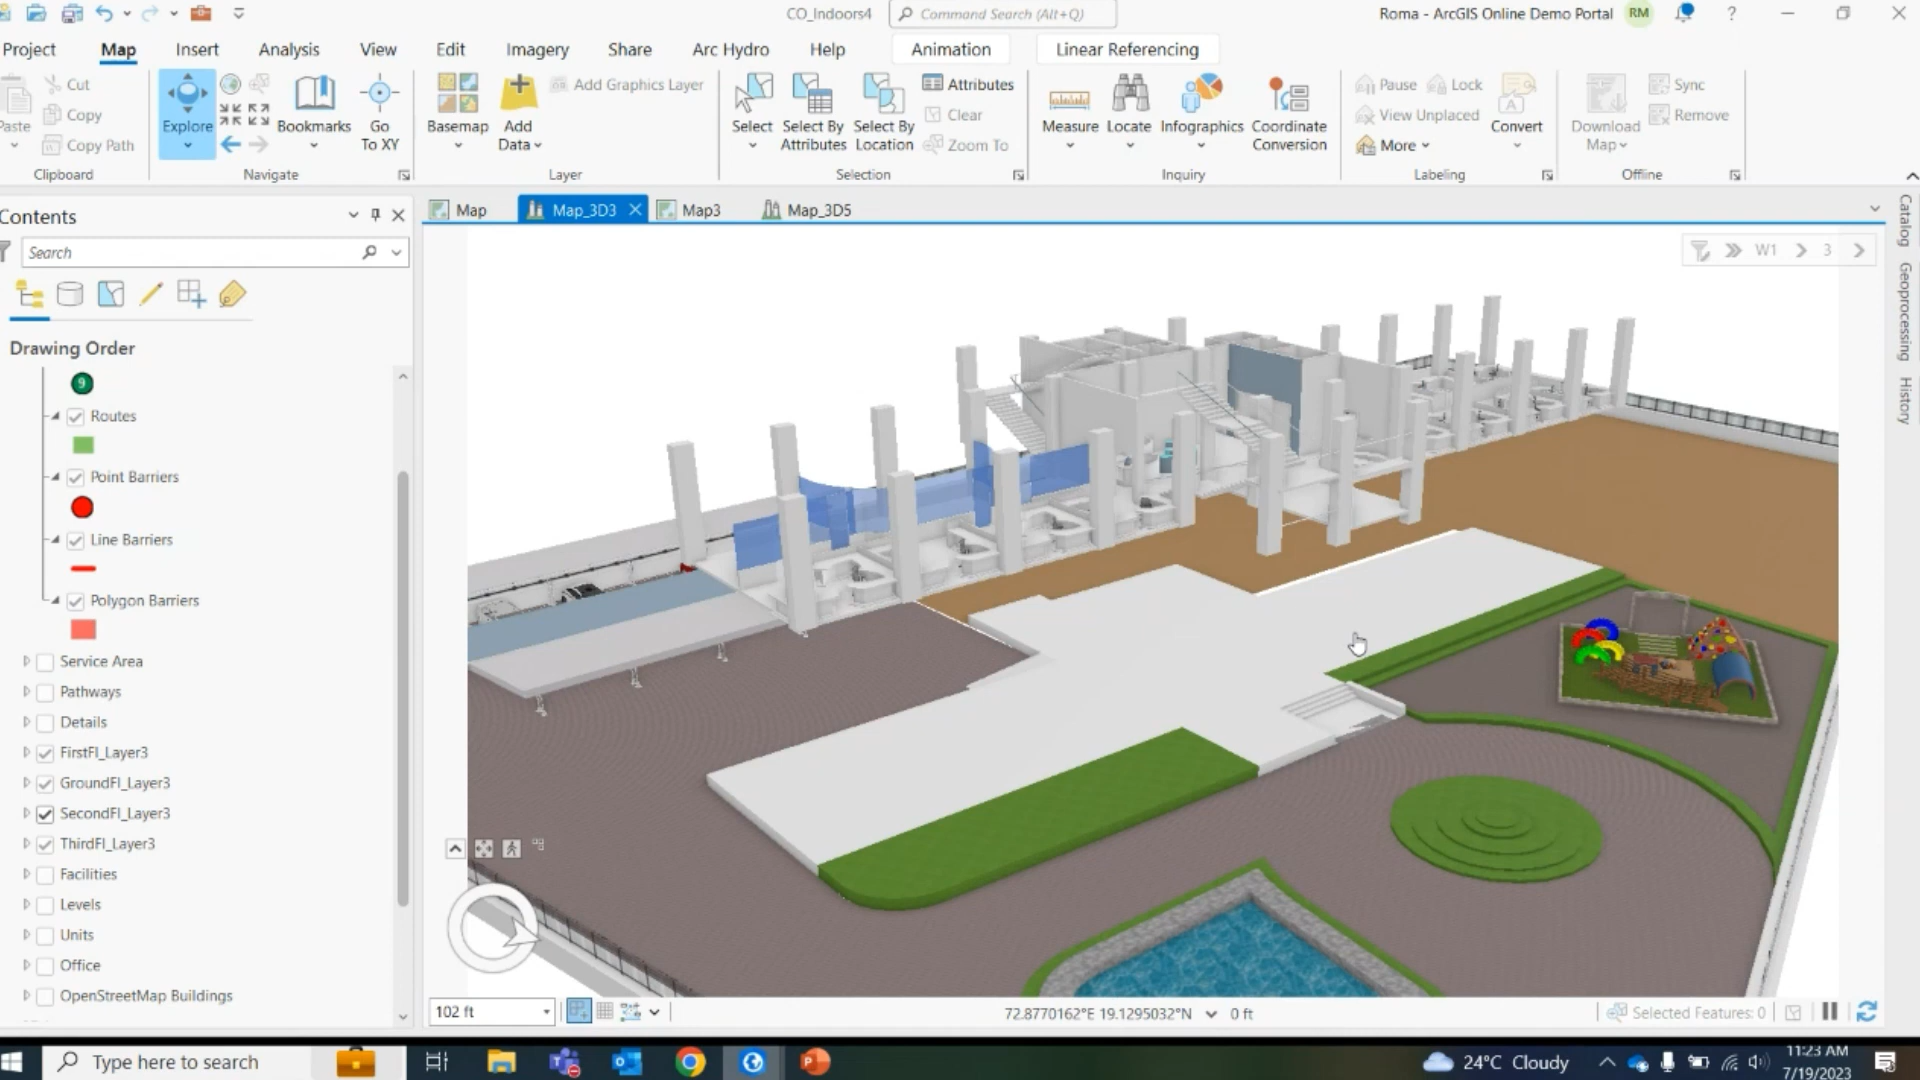 CO_Indoors4
Command Search (Alt+Q)
Roma - ArcGIS Online Demo Portal
RM
?
Project
Map
Insert
Analysis
View
Edit
Imagery
Share
Arc Hydro
Help
Animation
Linear Referencing
Paste
Cut
Copy
Copy Path
Clipboard
Explore
Bookmarks
Go
To XY
Navigate
Basemap
Add
Data
Add Graphics Layer
Layer
Select
Select By
Attributes
Select By
Location
Attributes
Clear
Zoom To
Selection
Measure
Locate
Infographics
Coordinate
Conversion
Inquiry
Pause
Lock
View Unplaced
More
Convert
Labeling
Download
Map
Sync
Remove
Offline
Contents
Search
Drawing Order
9
Routes
Point Barriers
Line Barriers
Polygon Barriers
Service Area
Pathways
Details
FirstFl_Layer3
GroundFl_Layer3
SecondFl_Layer3
ThirdFl_Layer3
Facilities
Levels
Units
Office
OpenStreetMap Buildings
Map
Map_3D3
Map3
Map_3D5
W1
3
Catalog
Geoprocessing
History
102 ft
72.8770162°E 19.1295032°N
0 ft
Selected Features: 0
Type here to search
24°C Cloudy
11:23 AM
7/19/2023